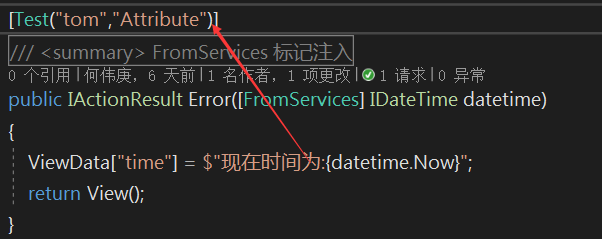 [Test("tom","Attribute")]
/// <summary> FromServices 标记注入
0 个引用 | 何伟庚，6 天前 | 1 名作者，1 项更改 | 1 请求 | 0 异常
public IActionResult Error([FromServices] IDateTime datetime)
{
ViewData["time"] = $"现在时间为:{datetime.Now}";
return View();
}